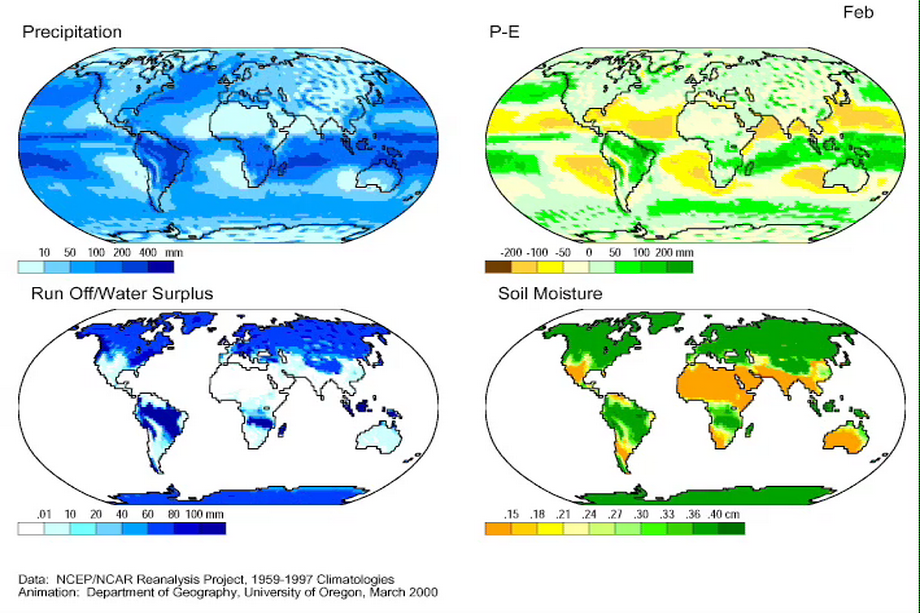 Feb
Precipitation
P-E
10 50 100 200 400 mm
-200 -100 -50 0 50 100 200 mm
Run Off/Water Surplus
Soil Moisture
.01 10 20 40 60 80 100 mm
.15 .18 .21 .24 .27 .30 .33 .36 .40 cm
Data: NCEP/NCAR Reanalysis Project, 1959-1997 Climatologies
Animation: Department of Geography, University of Oregon, March 2000